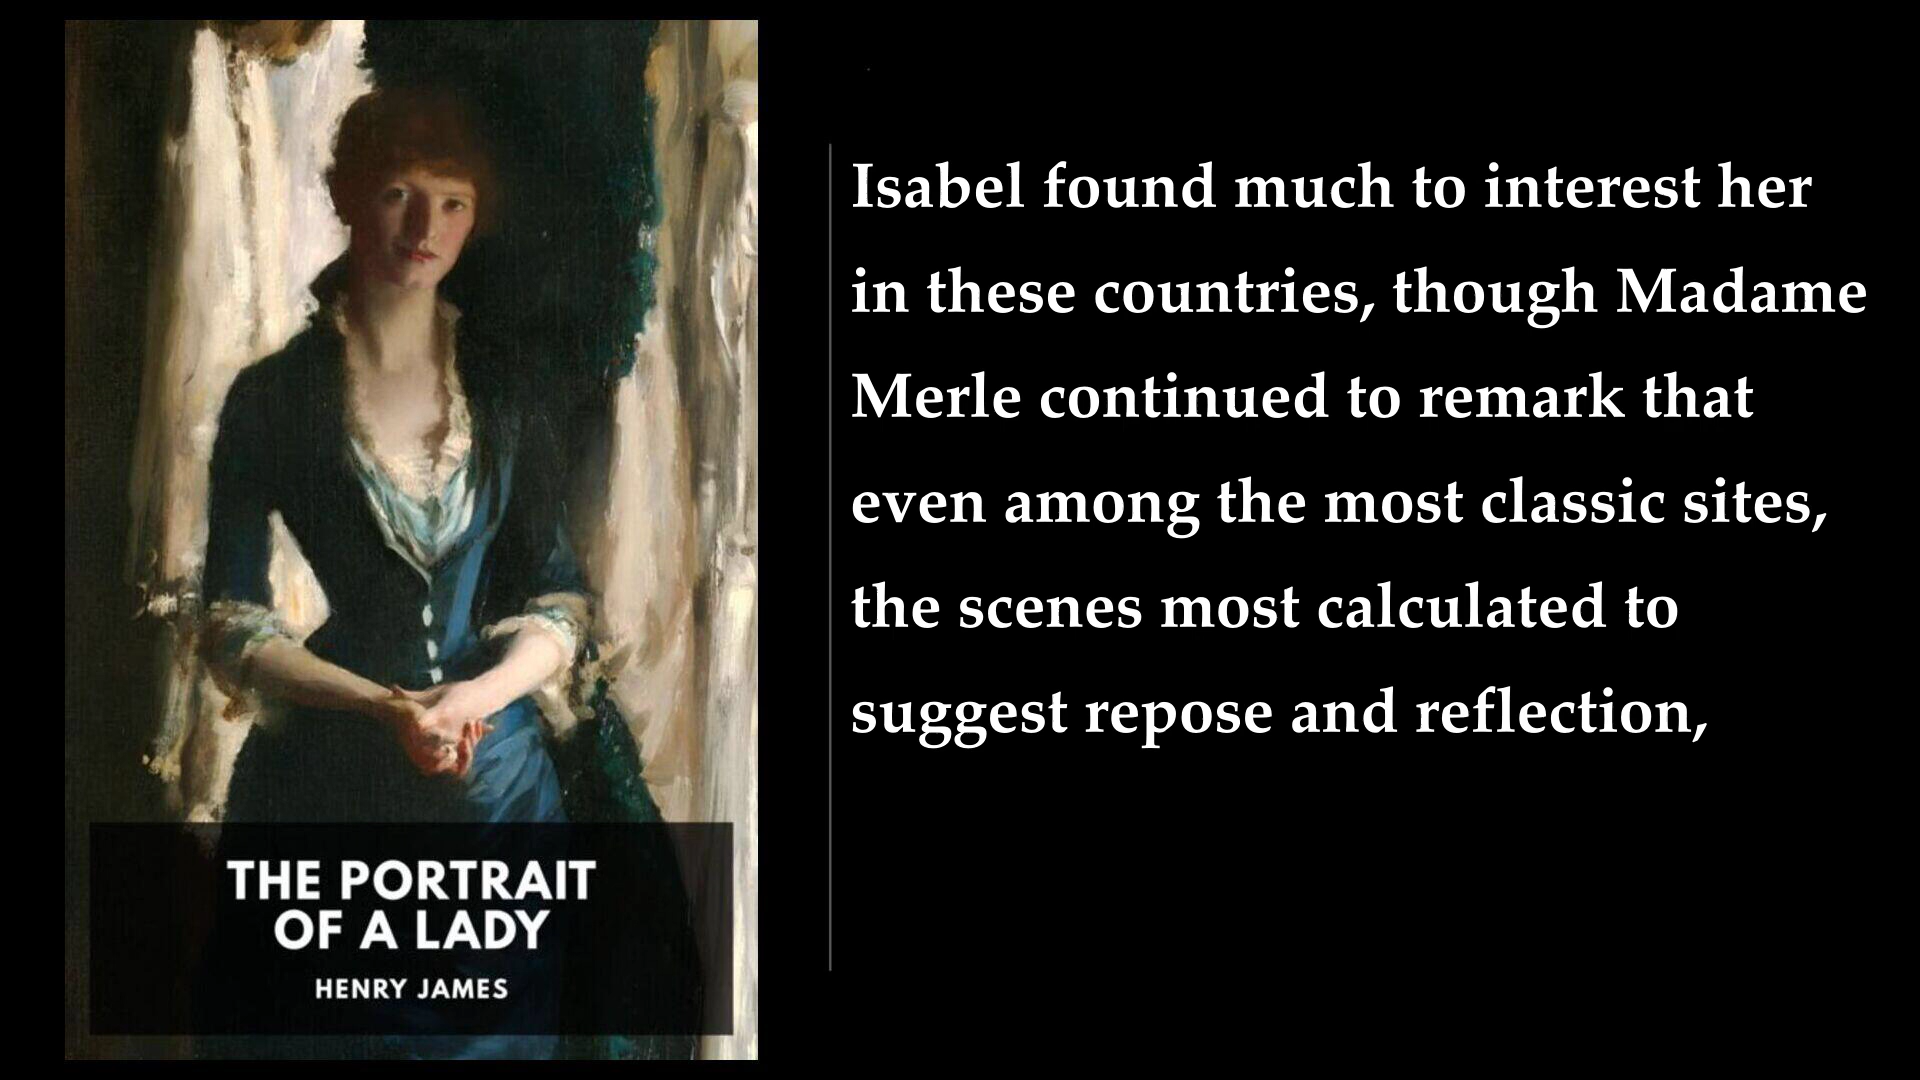 THE PORTRAIT
OF A LADY
HENRY JAMES
Isabel found much to interest her
in these countries, though Madame
Merle continued to remark that
even among the most classic sites,
the scenes most calculated to
suggest repose and reflection,